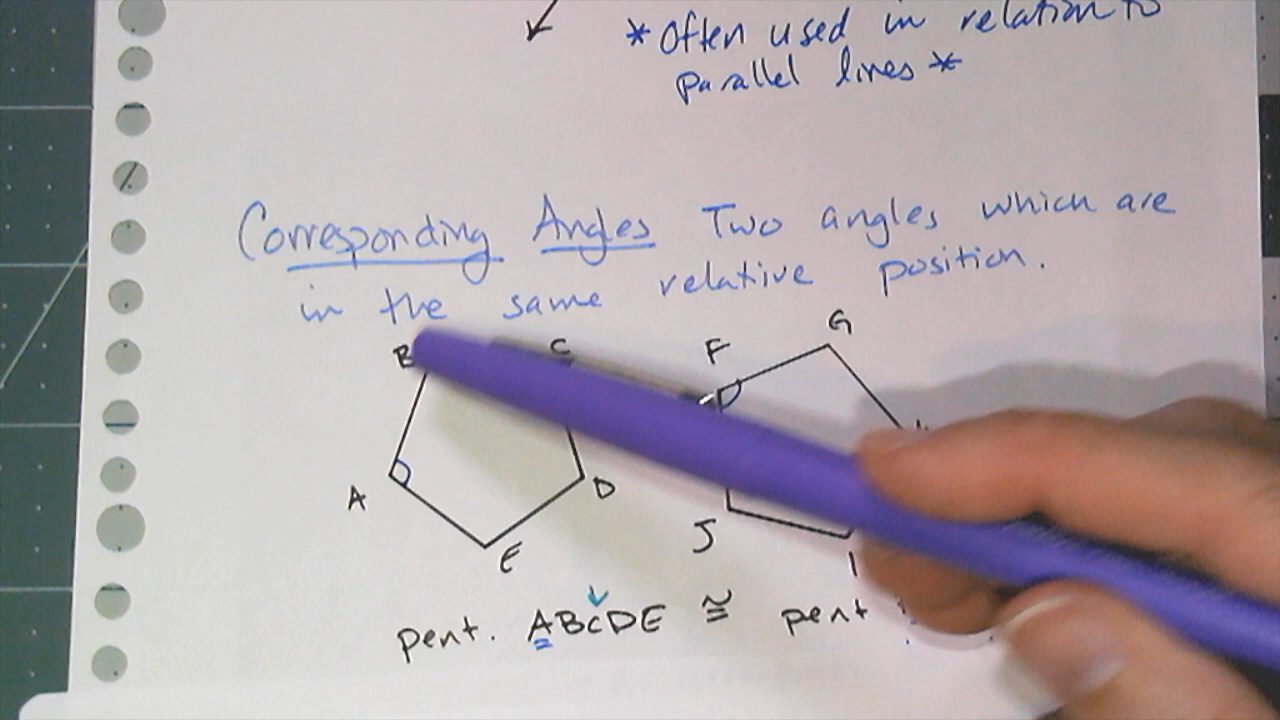 *Often used in relation to
parallel lines*
Corresponding Angles Two angles which are
in the same relative position.
B C F G
A D
J
E I
pent. ABCDE ≅ pent